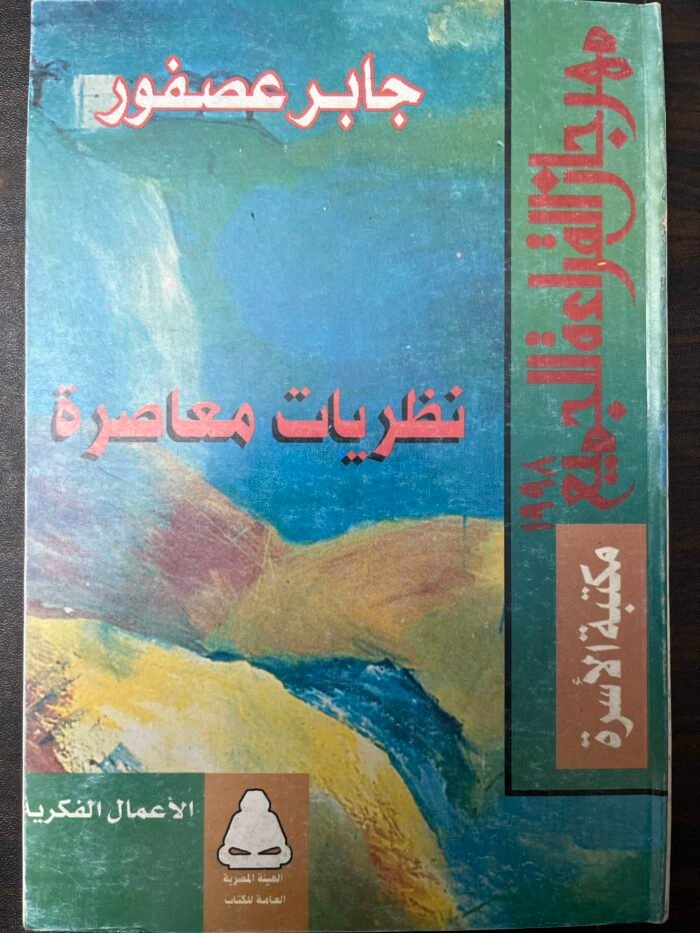 جابر عصفور
نظريات معاصرة
مهرجان القراءة للجميع
١٩٩٨
مكتبة الأسرة
الأعمال الفكرية
الهيئة المصرية
العامة للكتاب